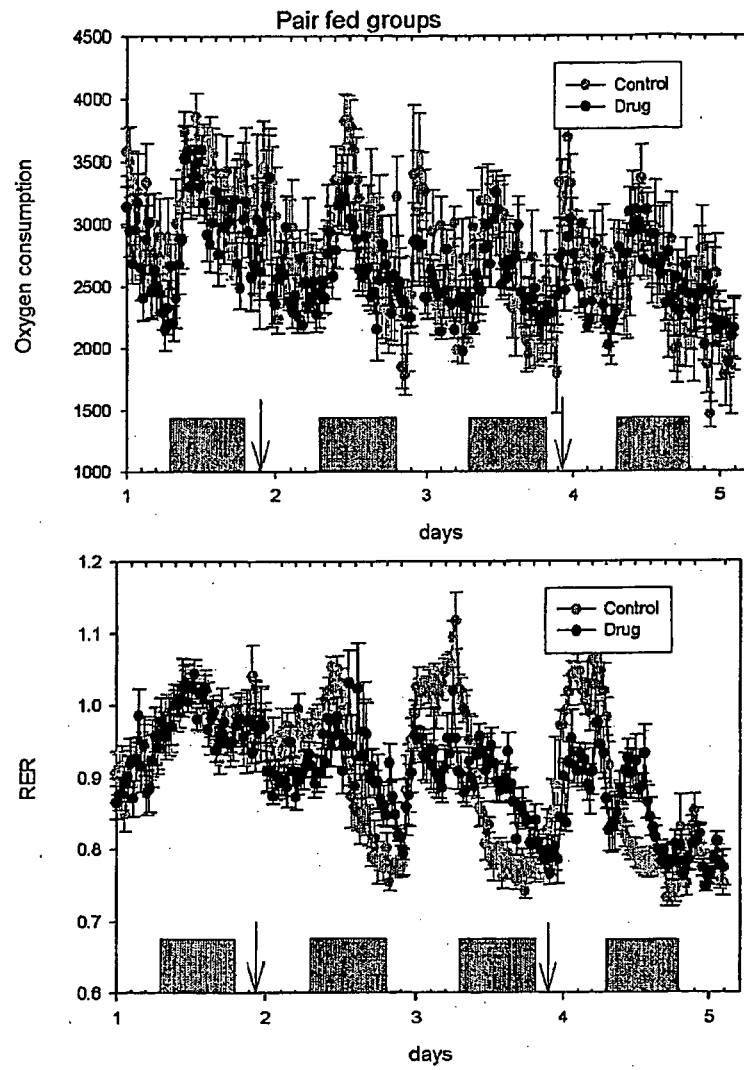 Pair fed groups
4500
4000
3500
3000
2500
2000
1500
1000
Oxygen consumption
Control
Drug
1 2 3 4 5
days
1.2
1.1
1.0
0.9
0.8
0.7
0.6
RER
Control
Drug
1 2 3 4 5
days